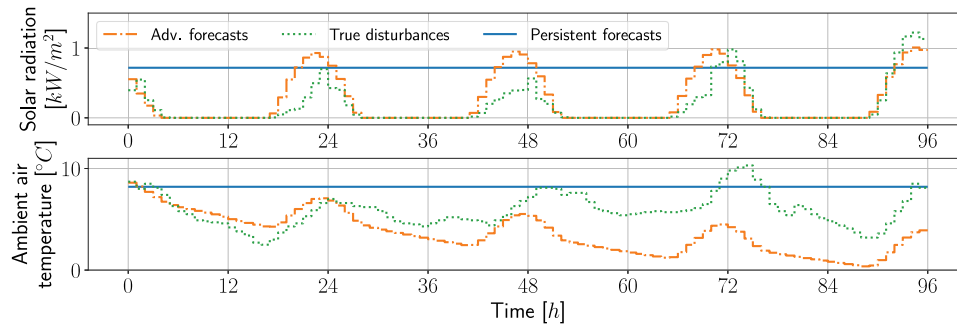 Solar radiation
[kW/m²]
Adv. forecasts
True disturbances
Persistent forecasts
1
0
0 12 24 36 48 60 72 84 96
Ambient air
temperature [°C]
10
0
0 12 24 36 48 60 72 84 96
Time [h]